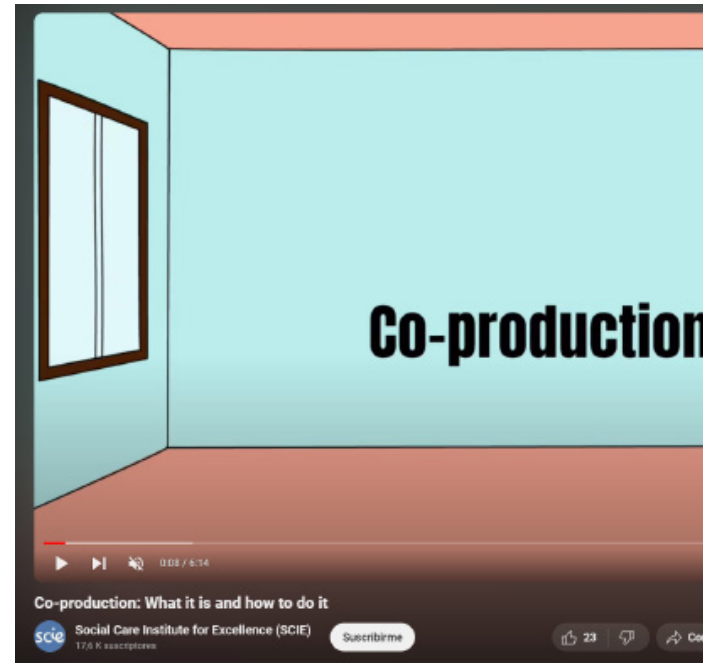 Co-production
0:08 / 6:14
Co-production: What it is and how to do it
scie
Social Care Institute for Excellence (SCIE)
17,6 K suscriptores
Suscribirme
23